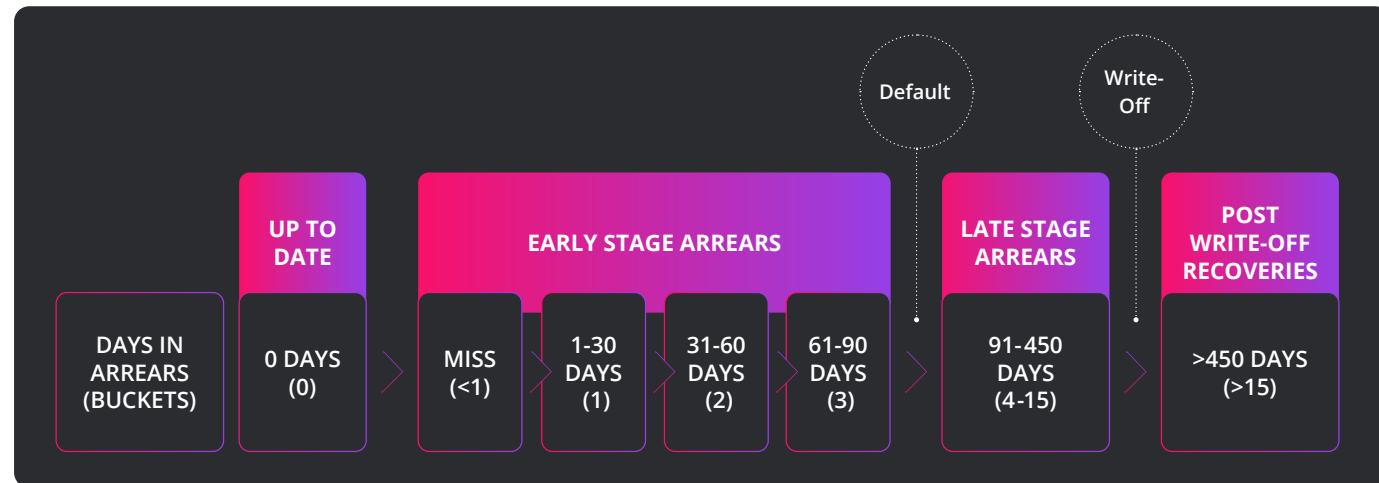 Default
Write-
Off
UP TO
DATE
EARLY STAGE ARREARS
LATE STAGE
ARREARS
POST
WRITE-OFF
RECOVERIES
DAYS IN
ARREARS
(BUCKETS)
0 DAYS
(0)
MISS
(<1)
1-30
DAYS
(1)
31-60
DAYS
(2)
61-90
DAYS
(3)
91-450
DAYS
(4-15)
>450 DAYS
(>15)